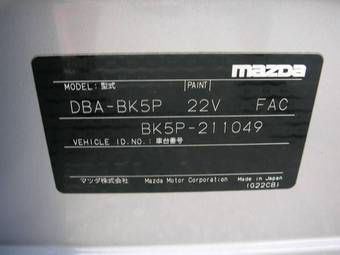 mazda
MODEL:型式 PAINT
DBA-BK5P 22V FAC
BK5P-211049
VEHICLE ID.NO.:車台番号
マツダ株式会社 Mazda Motor Corporation Made in Japan
(G22CB)